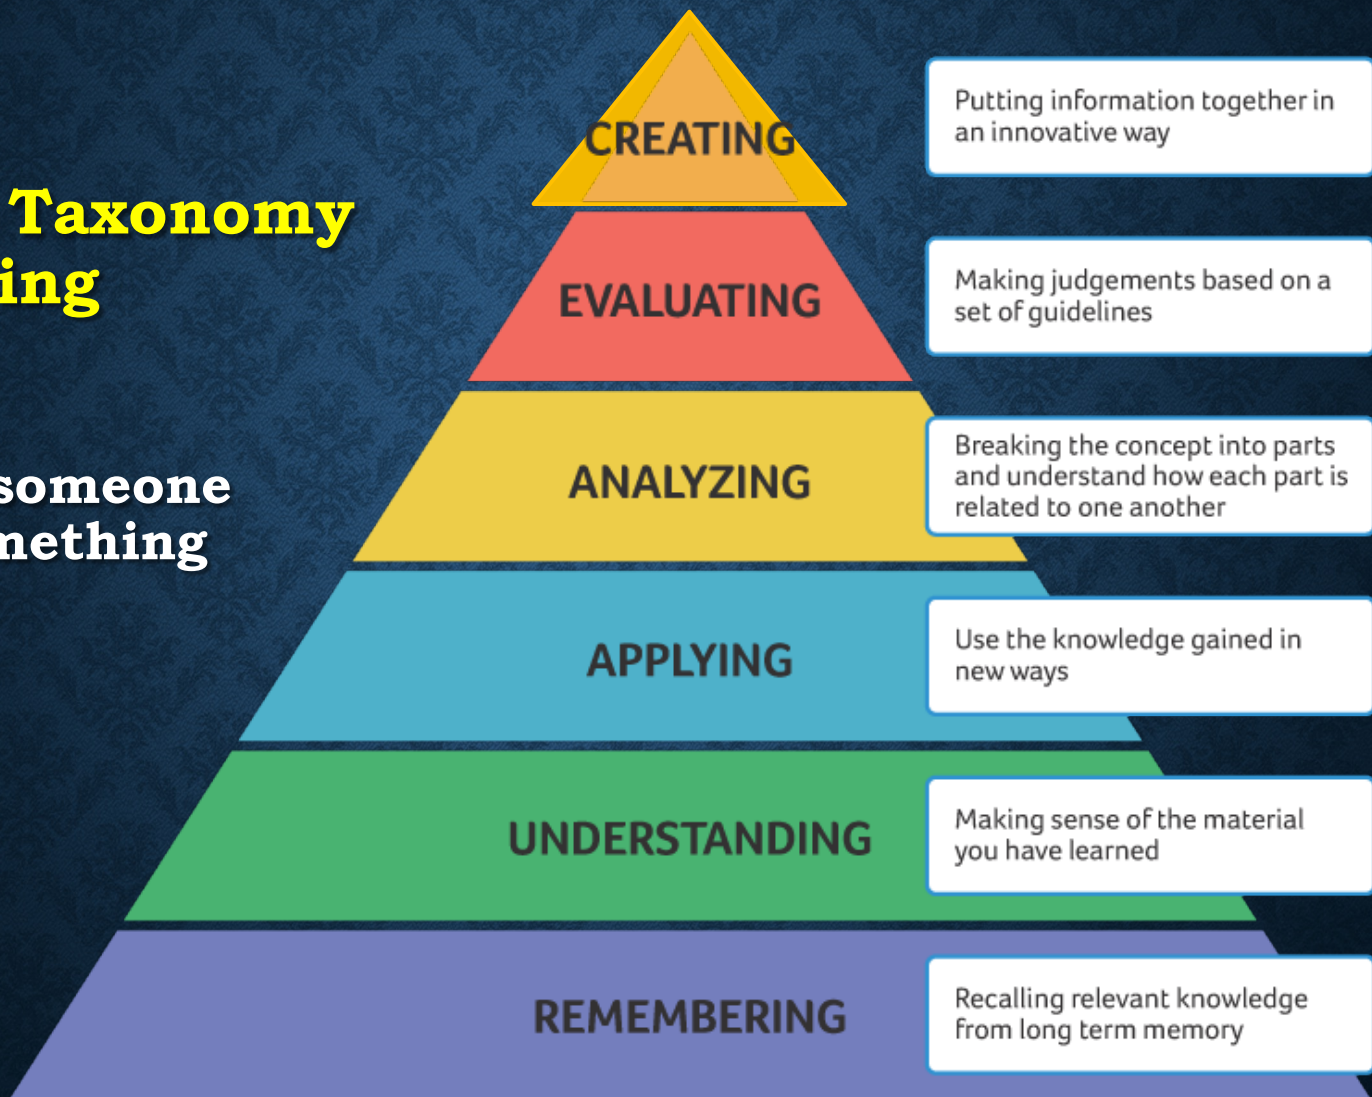 Taxonomy
ing
someone
mething
CREATING
Putting information together in
an innovative way
EVALUATING
Making judgements based on a
set of guidelines
ANALYZING
Breaking the concept into parts
and understand how each part is
related to one another
APPLYING
Use the knowledge gained in
new ways
UNDERSTANDING
Making sense of the material
you have learned
REMEMBERING
Recalling relevant knowledge
from long term memory